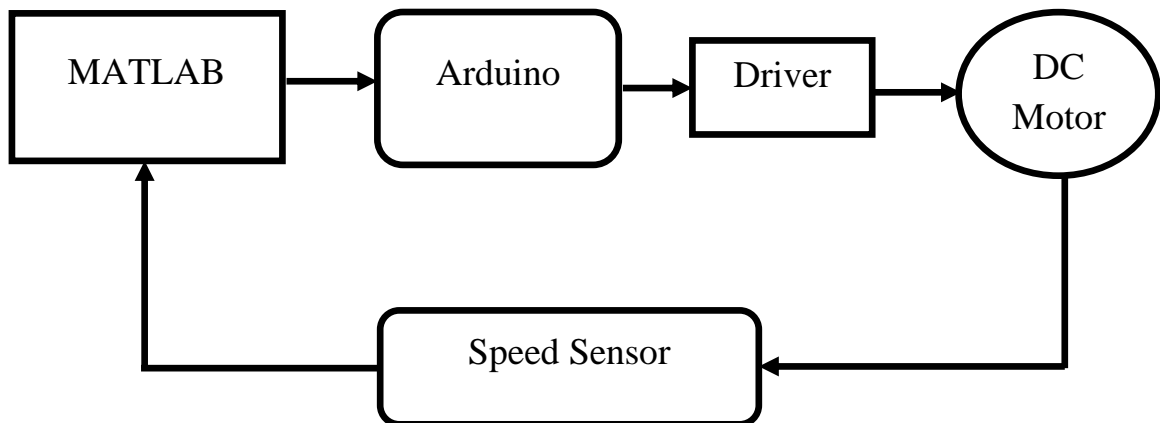 MATLAB
Arduino
Driver
DC
Motor
Speed Sensor